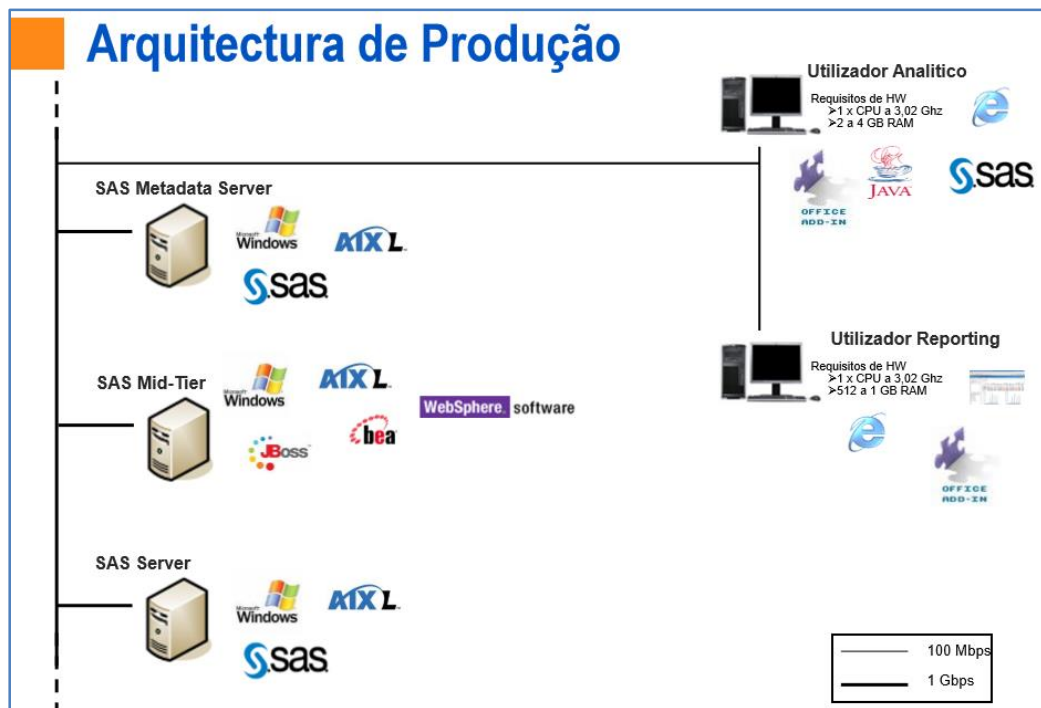 Arquitectura de Produção
Utilizador Analitico
Requisitos de HW
➢1 x CPU a 3,02 Ghz
➢2 a 4 GB RAM
OFFICE
ADD-IN
JAVA
sas
SAS Metadata Server
Microsoft
Windows
AIX L
sas
Utilizador Reporting
Requisitos de HW
➢1 x CPU a 3,02 Ghz
➢512 a 1 GB RAM
OFFICE
ADD-IN
SAS Mid-Tier
Microsoft
Windows
AIX L
WebSphere. software
JBoss
bea
SAS Server
Microsoft
Windows
AIX L
sas
100 Mbps
1 Gbps